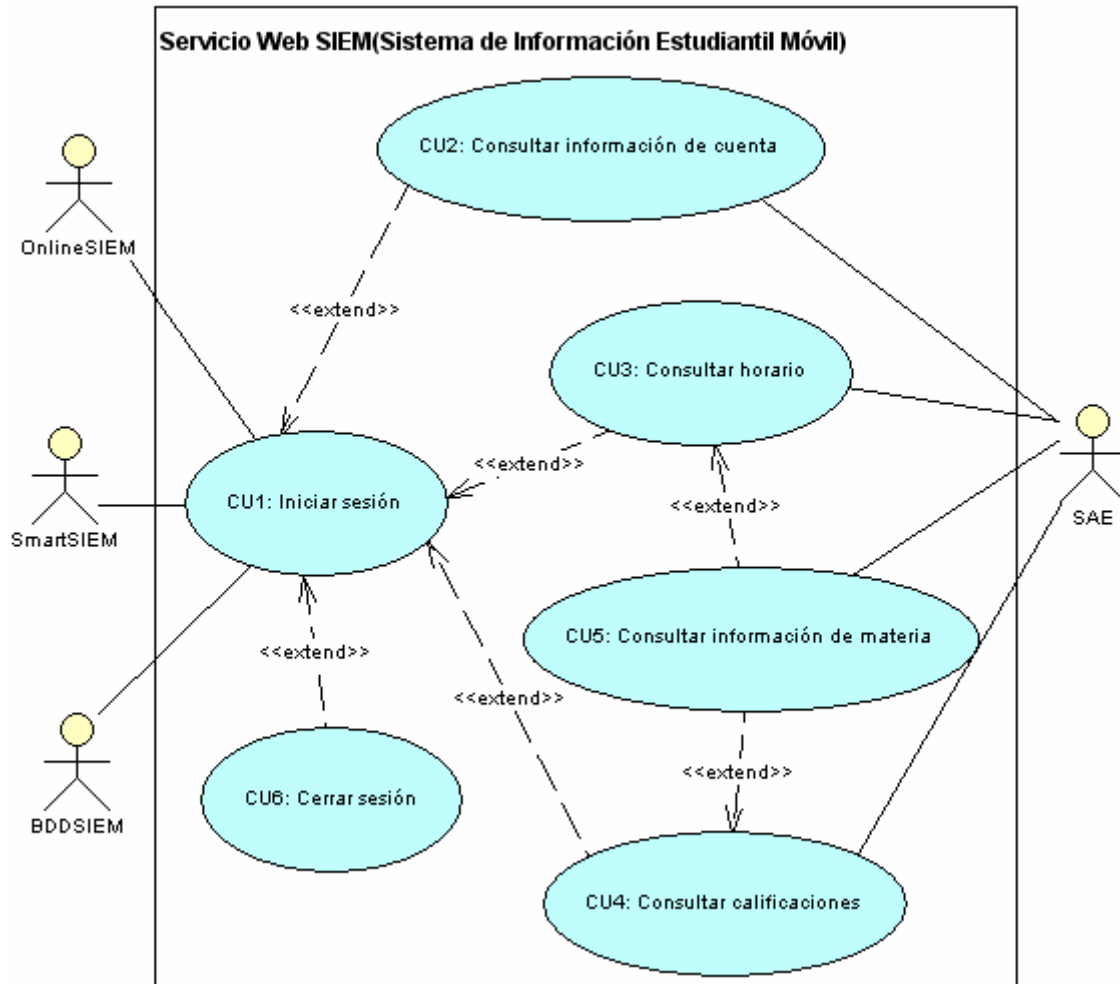 Servicio Web SIEM(Sistema de Información Estudiantil Móvil)
CU2: Consultar información de cuenta
OnlineSIEM
<<extend>>
CU3: Consultar horario
<<extend>>
CU1: Iniciar sesión
SmartSIEM
<<extend>>
SAE
CU5: Consultar información de materia
<<extend>>
<<extend>>
<<extend>>
CU6: Cerrar sesión
BDDSIEM
CU4: Consultar calificaciones